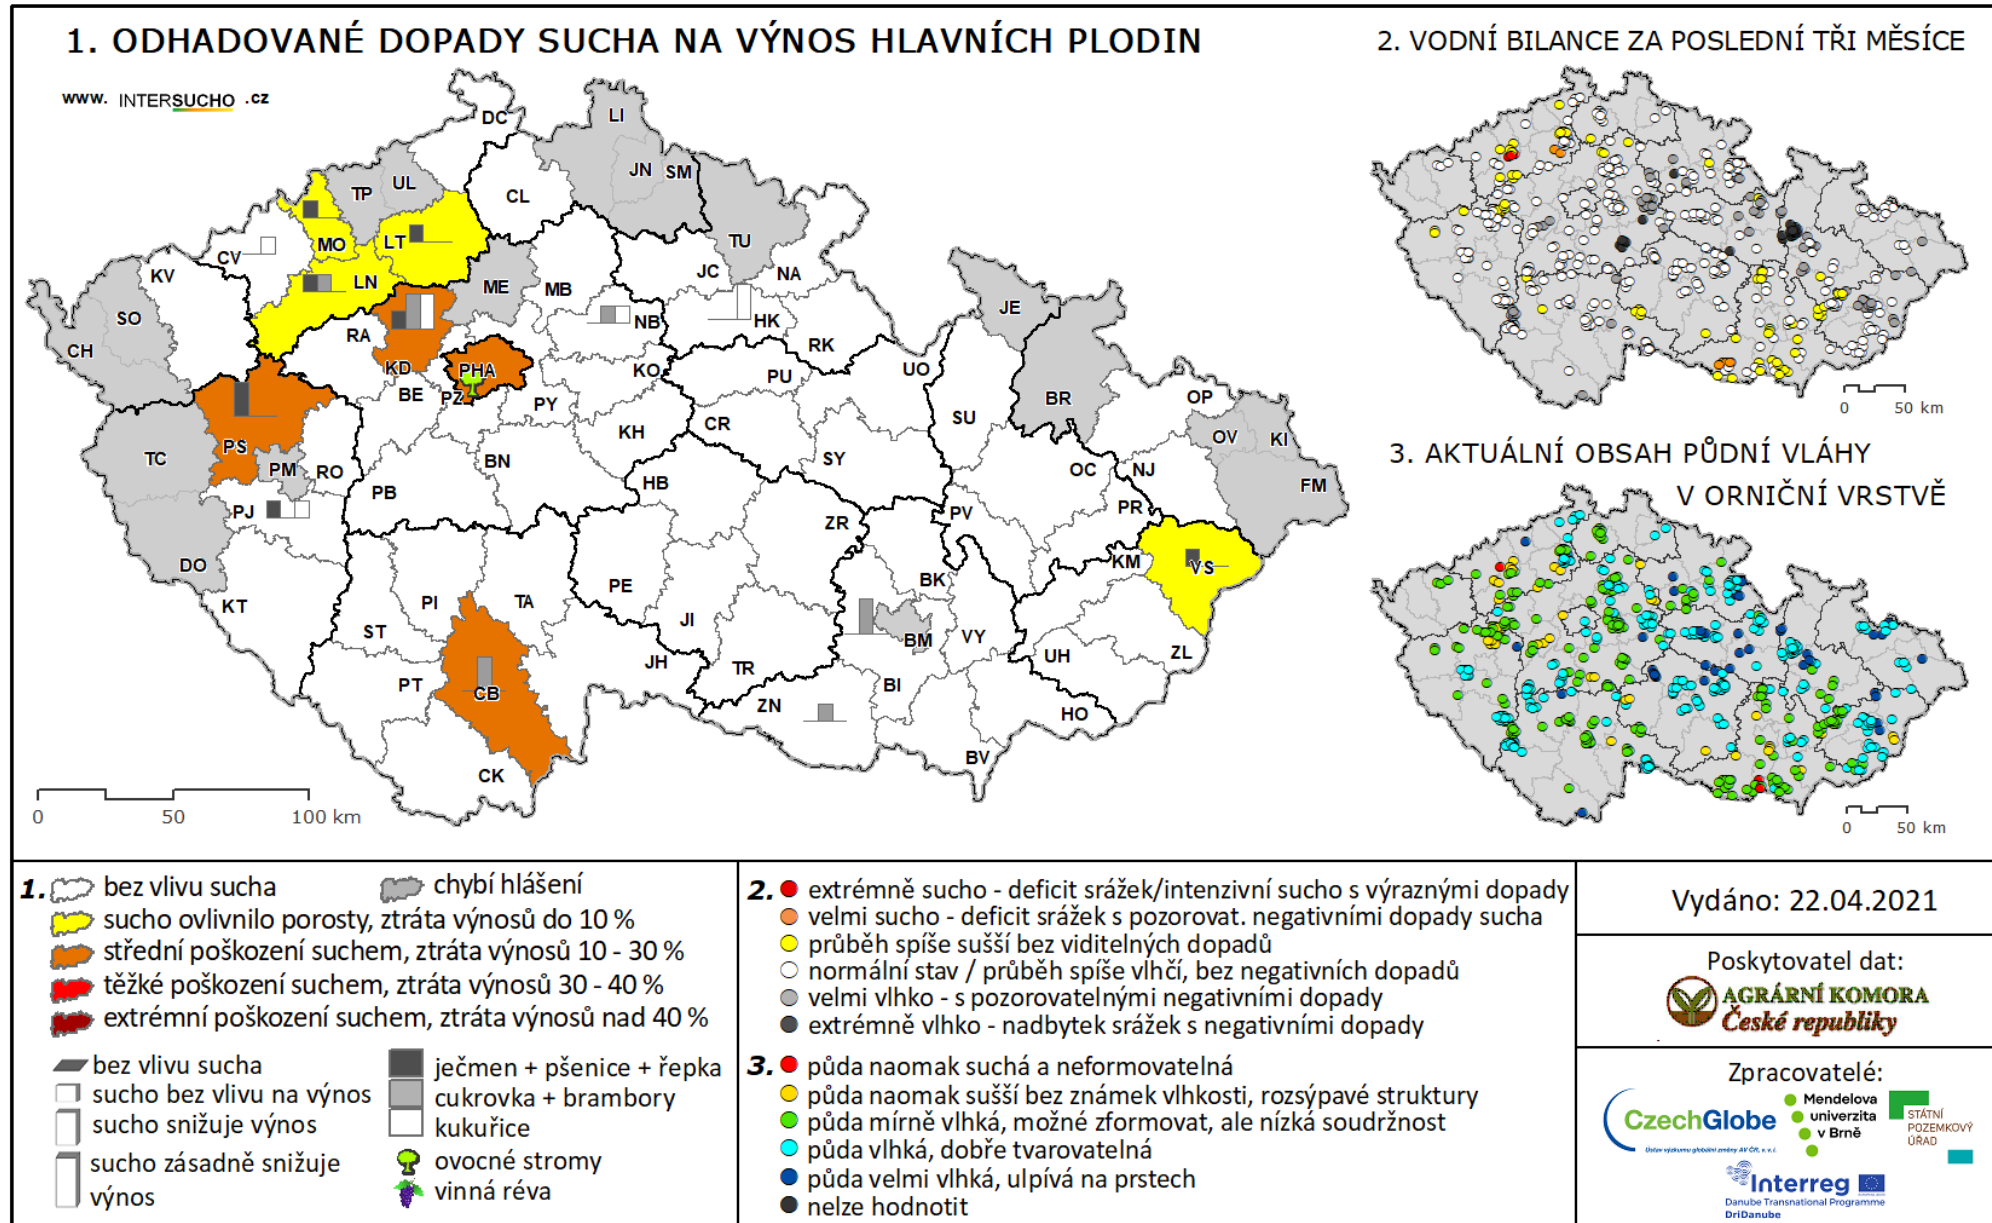 1. ODHADOVANÉ DOPADY SUCHA NA VÝNOS HLAVNÍCH PLODIN
www. INTERSUCHO .cz
DC
LI
TP
UL
JN
SM
CL
MO
LT
TU
CV
KV
LN
ME
MB
JC
NA
SO
CH
RA
NB
HK
JE
KD
PHA
KO
RK
BE
PZ
PY
PU
UO
BR
OP
PS
KH
CR
SU
OV
KI
TC
PM
RO
BN
SY
OC
NJ
FM
PB
HB
PJ
ZR
PV
PR
DO
KM
VS
KT
PI
TA
PE
BK
ST
JI
BM
VY
UH
ZL
PT
JH
TR
CB
BI
ZN
HO
CK
BV
0 50 100 km
2. VODNÍ BILANCE ZA POSLEDNÍ TŘI MĚSÍCE
0 50 km
3. AKTUÁLNÍ OBSAH PŮDNÍ VLÁHY
V ORNIČNÍ VRSTVĚ
0 50 km
1. bez vlivu sucha chybí hlášení
sucho ovlivnilo porosty, ztráta výnosů do 10 %
střední poškození suchem, ztráta výnosů 10 - 30 %
těžké poškození suchem, ztráta výnosů 30 - 40 %
extrémní poškození suchem, ztráta výnosů nad 40 %
bez vlivu sucha
sucho bez vlivu na výnos
sucho snižuje výnos
sucho zásadně snižuje
výnos
ječmen + pšenice + řepka
cukrovka + brambory
kukuřice
ovocné stromy
vinná réva
2. extrémně sucho - deficit srážek/intenzivní sucho s výraznými dopady
velmi sucho - deficit srážek s pozorovat. negativními dopady sucha
průběh spíše sušší bez viditelných dopadů
normální stav / průběh spíše vlhčí, bez negativních dopadů
velmi vlhko - s pozorovatelnými negativními dopady
extrémně vlhko - nadbytek srážek s negativními dopady
3. půda naomak suchá a neformovatelná
půda naomak sušší bez známek vlhkosti, rozsýpavé struktury
půda mírně vlhká, možné zformovat, ale nízká soudržnost
půda vlhká, dobře tvarovatelná
půda velmi vlhká, ulpívá na prstech
nelze hodnotit
Vydáno: 22.04.2021
Poskytovatel dat:
AGRÁRNÍ KOMORA
České republiky
Zpracovatelé:
CzechGlobe
Ústav výzkumu globální změny AV ČR, v.v.i.
Mendelova
univerzita
v Brně
STÁTNÍ
POZEMKOVÝ
ÚŘAD
Interreg
Danube Transnational Programme
DriDanube